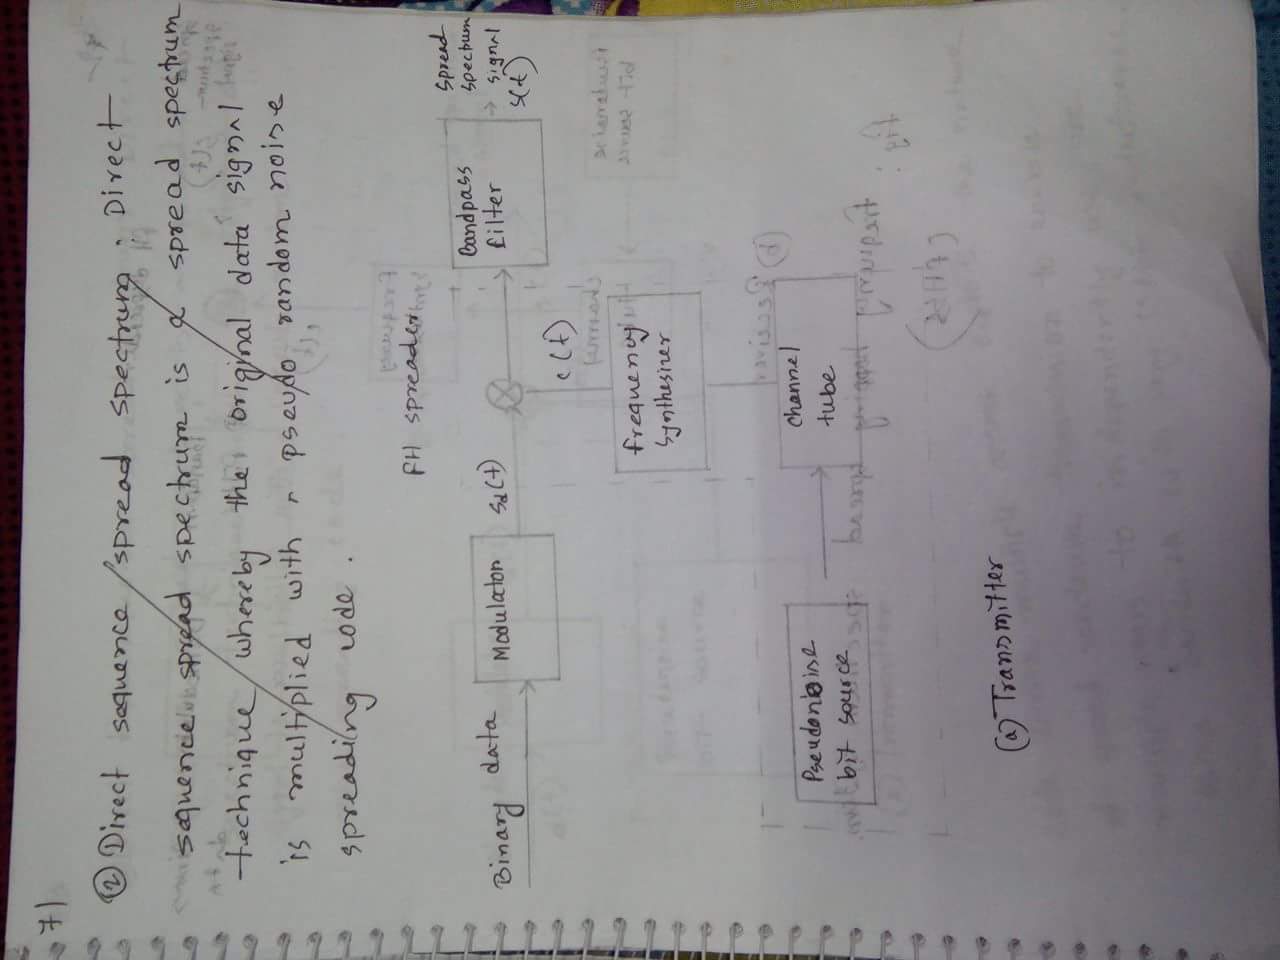 7|
② Direct sequence spread spectrum : Direct
sequence spread spectrum is a spread spectrum
technique whereby the original data signal
is multiplied with a pseudo random noise
spreading code .
FH spreader
Binary data
Modulator
Sd(t)
Bandpass
filter
Spread
spectrum
signal
S(t)
c(t)
frequency
synthesizer
Pseudonoise
bit source
channel
tube
(a) Transmitter